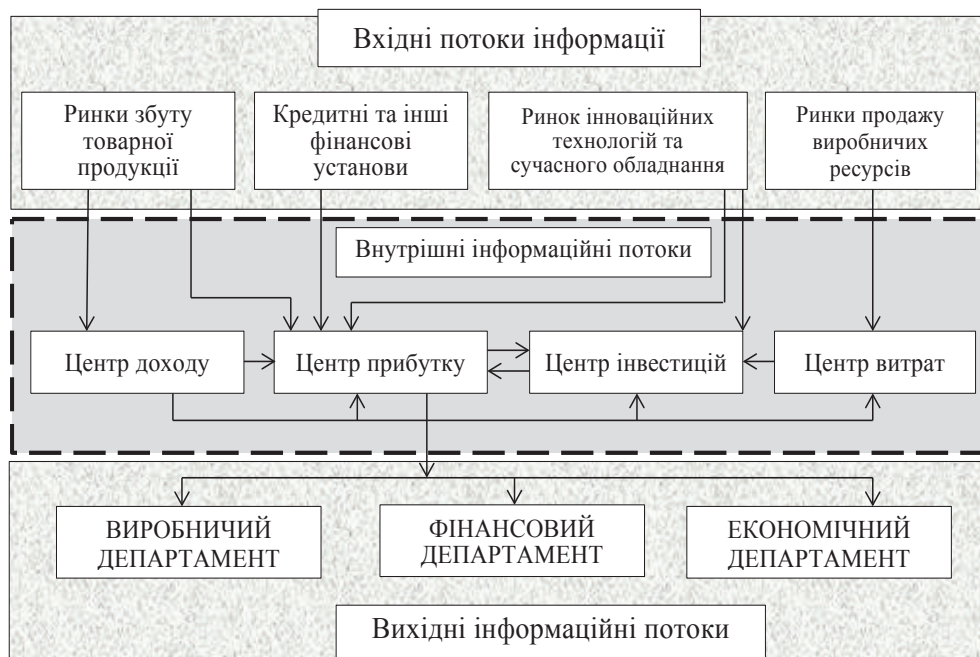 Вхідні потоки інформації
Ринки збуту
товарної
продукції
Кредитні та інші
фінансові
установи
Ринок інноваційних
технологій та
сучасного обладнання
Ринки продажу
виробничих
ресурсів
Внутрішні інформаційні потоки
Центр доходу
Центр прибутку
Центр інвестицій
Центр витрат
ВИРОБНИЧИЙ
ДЕПАРТАМЕНТ
ФІНАНСОВИЙ
ДЕПАРТАМЕНТ
ЕКОНОМІЧНИЙ
ДЕПАРТАМЕНТ
Вихідні інформаційні потоки